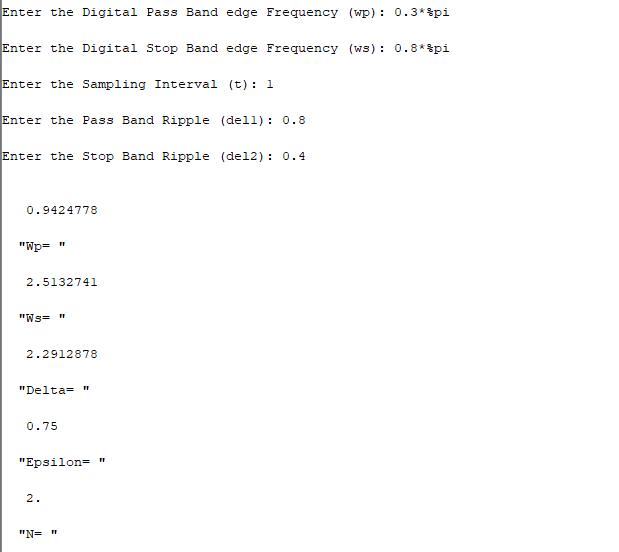 Enter the Digital Pass Band edge Frequency (wp): 0.3*%pi
Enter the Digital Stop Band edge Frequency (ws): 0.8*%pi
Enter the Sampling Interval (t): 1
Enter the Pass Band Ripple (del1): 0.8
Enter the Stop Band Ripple (del2): 0.4
0.9424778
"Wp= "
2.5132741
"Ws= "
2.2912878
"Delta= "
0.75
"Epsilon= "
2.
"N= "